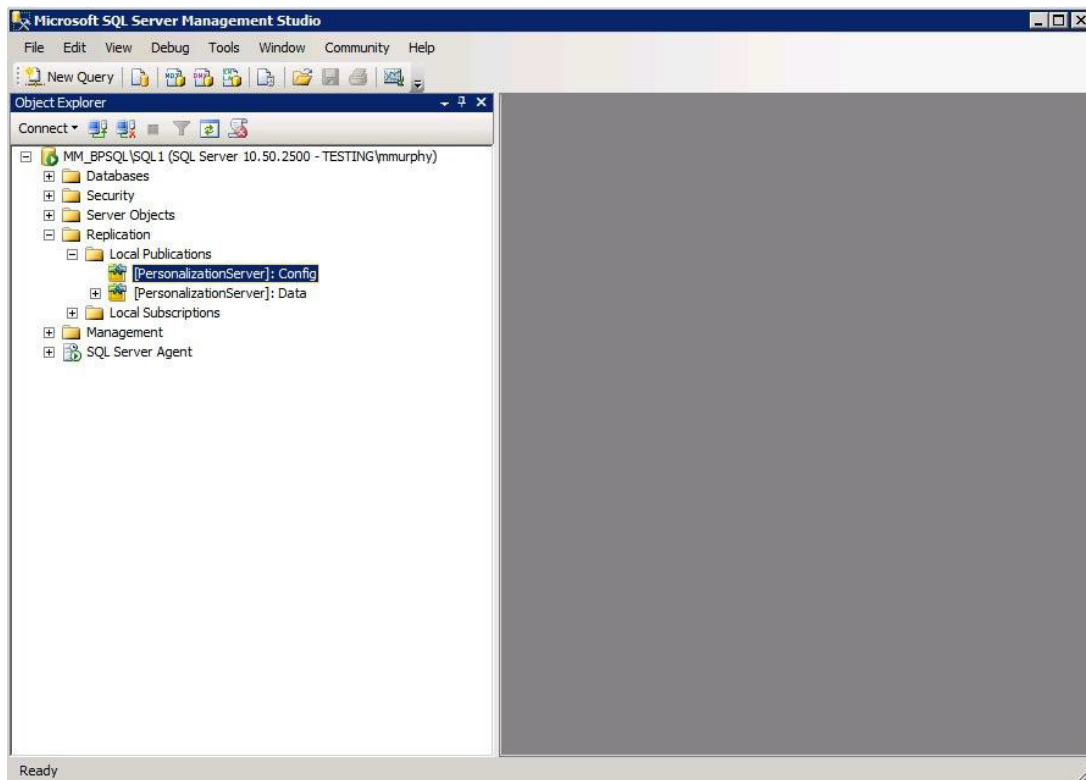 Microsoft SQL Server Management Studio
File Edit View Debug Tools Window Community Help
New Query
Object Explorer
Connect
MM_BPSQL\SQL1 (SQL Server 10.50.2500 - TESTING\mmurphy)
Databases
Security
Server Objects
Replication
Local Publications
[PersonalizationServer]: Config
[PersonalizationServer]: Data
Local Subscriptions
Management
SQL Server Agent
Ready